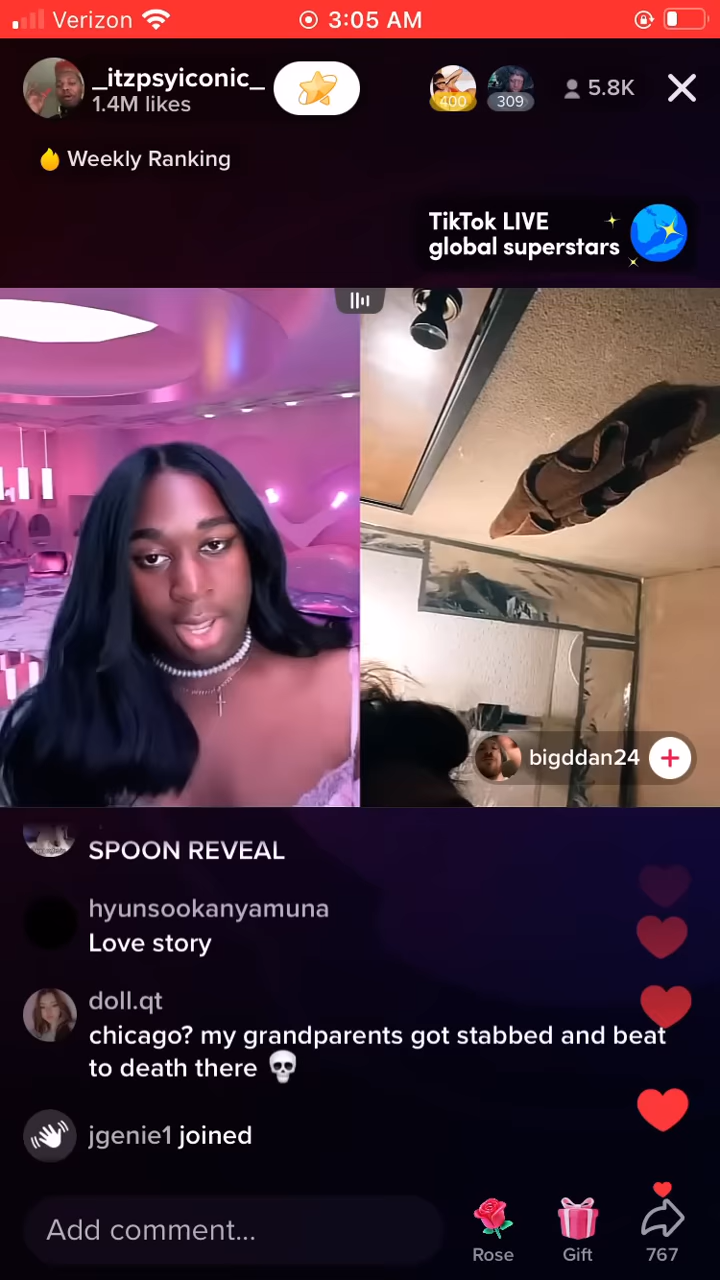 Verizon 3:05 AM
_itzpsyiconic_
1.4M likes
400 309 5.8K
Weekly Ranking
TikTok LIVE
global superstars
bigddan24
SPOON REVEAL
hyunsookanyamuna
Love story
doll.qt
chicago? my grandparents got stabbed and beat
to death there 💀
jgenie1 joined
Add comment...
Rose Gift 767